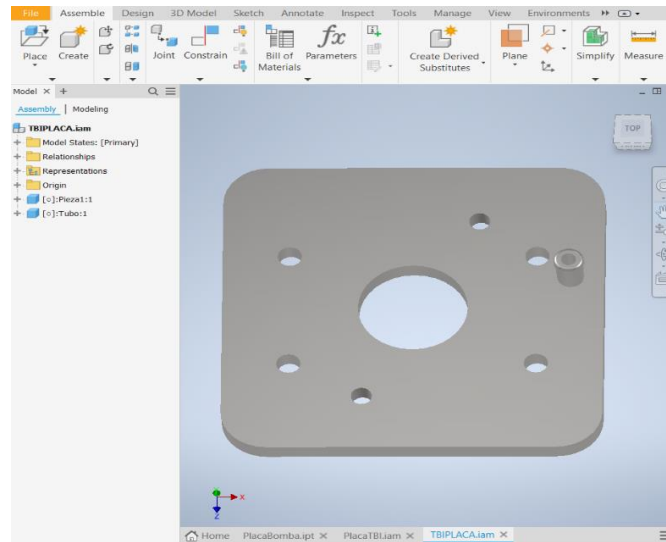 File Assemble Design 3D Model Sketch Annotate Inspect Tools Manage View Environments
Place Create Joint Constrain Bill of Materials fx Parameters Create Derived Substitutes Plane Simplify Measure
Model × +
Assembly | Modeling
TBIPLACA.iam
Model States: [Primary]
Relationships
Representations
Origin
[○]:Pieza1:1
[○]:Tubo:1
TOP
X
Z
Home PlacaBomba.ipt × PlacaTBI.iam × TBIPLACA.iam ×